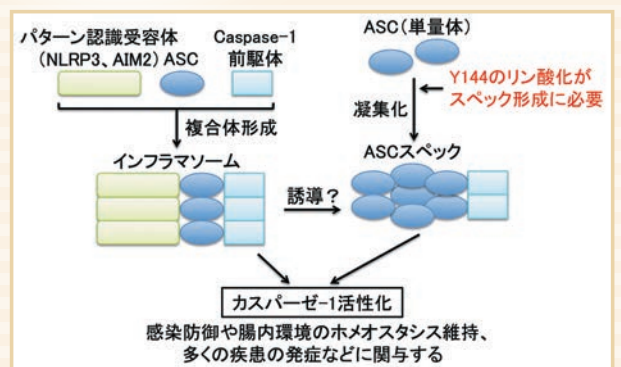 パターン認識受容体
(NLRP3、AIM2) ASC
Caspase-1
前駆体
複合体形成
インフラマソーム
ASC(単量体)
Y144のリン酸化が
スペック形成に必要
凝集化
ASCスペック
誘導?
カスパーゼ-1活性化
感染防御や腸内環境のホメオスタシス維持、
多くの疾患の発症などに関与する